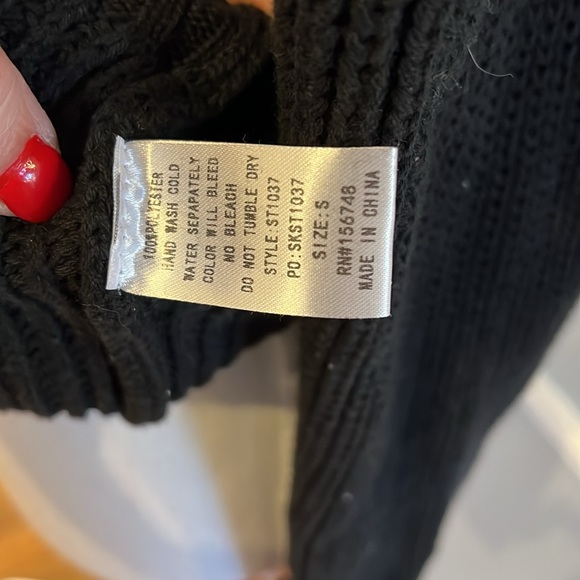 100%POLYESTER
HAND WASH COLD
WATER SEPAPATELY
COLOR WILL BLEED
NO BLEACH
DO NOT TUMBLE DRY
STYLE:ST1037
PO:SKST1037
SIZE:S
RN#156748
MADE IN CHINA